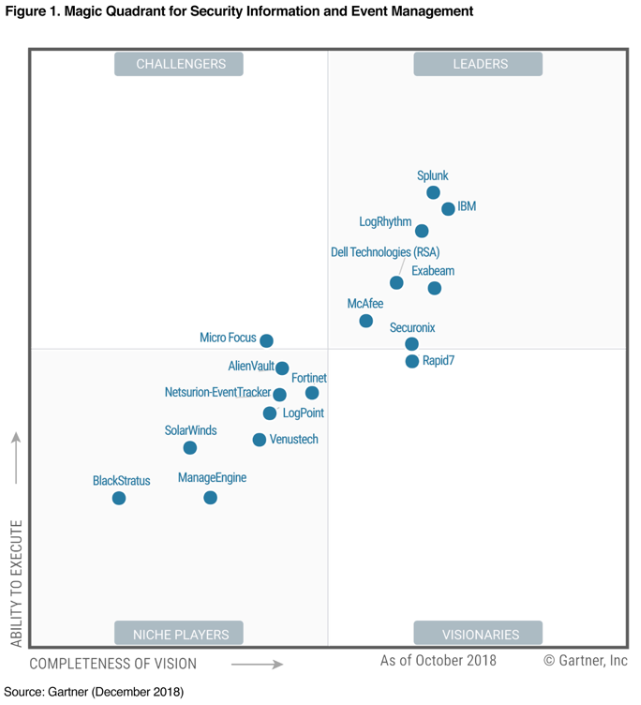 Figure 1. Magic Quadrant for Security Information and Event Management
CHALLENGERS
LEADERS
Splunk
IBM
LogRhythm
Dell Technologies (RSA)
Exabeam
McAfee
Securonix
Micro Focus
Rapid7
AlienVault
Fortinet
Netsurion-EventTracker
LogPoint
SolarWinds
Venustech
BlackStratus
ManageEngine
ABILITY TO EXECUTE
NICHE PLAYERS
VISIONARIES
COMPLETENESS OF VISION
As of October 2018
© Gartner, Inc
Source: Gartner (December 2018)